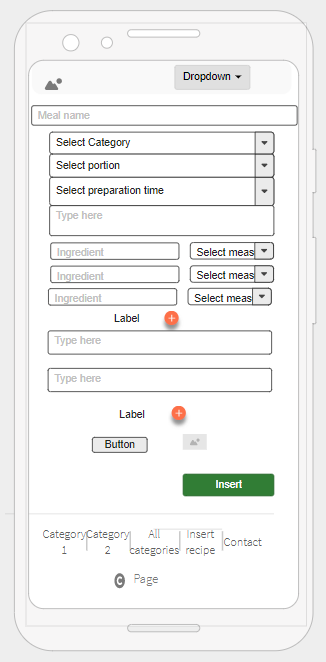 Dropdown
Meal name
Select Category
Select portion
Select preparation time
Type here
Ingredient Select meas
Ingredient Select meas
Ingredient Select meas
Label +
Type here
Type here
Label +
Button
Insert
Category Category All Insert Contact
1 2 categories recipe
C Page